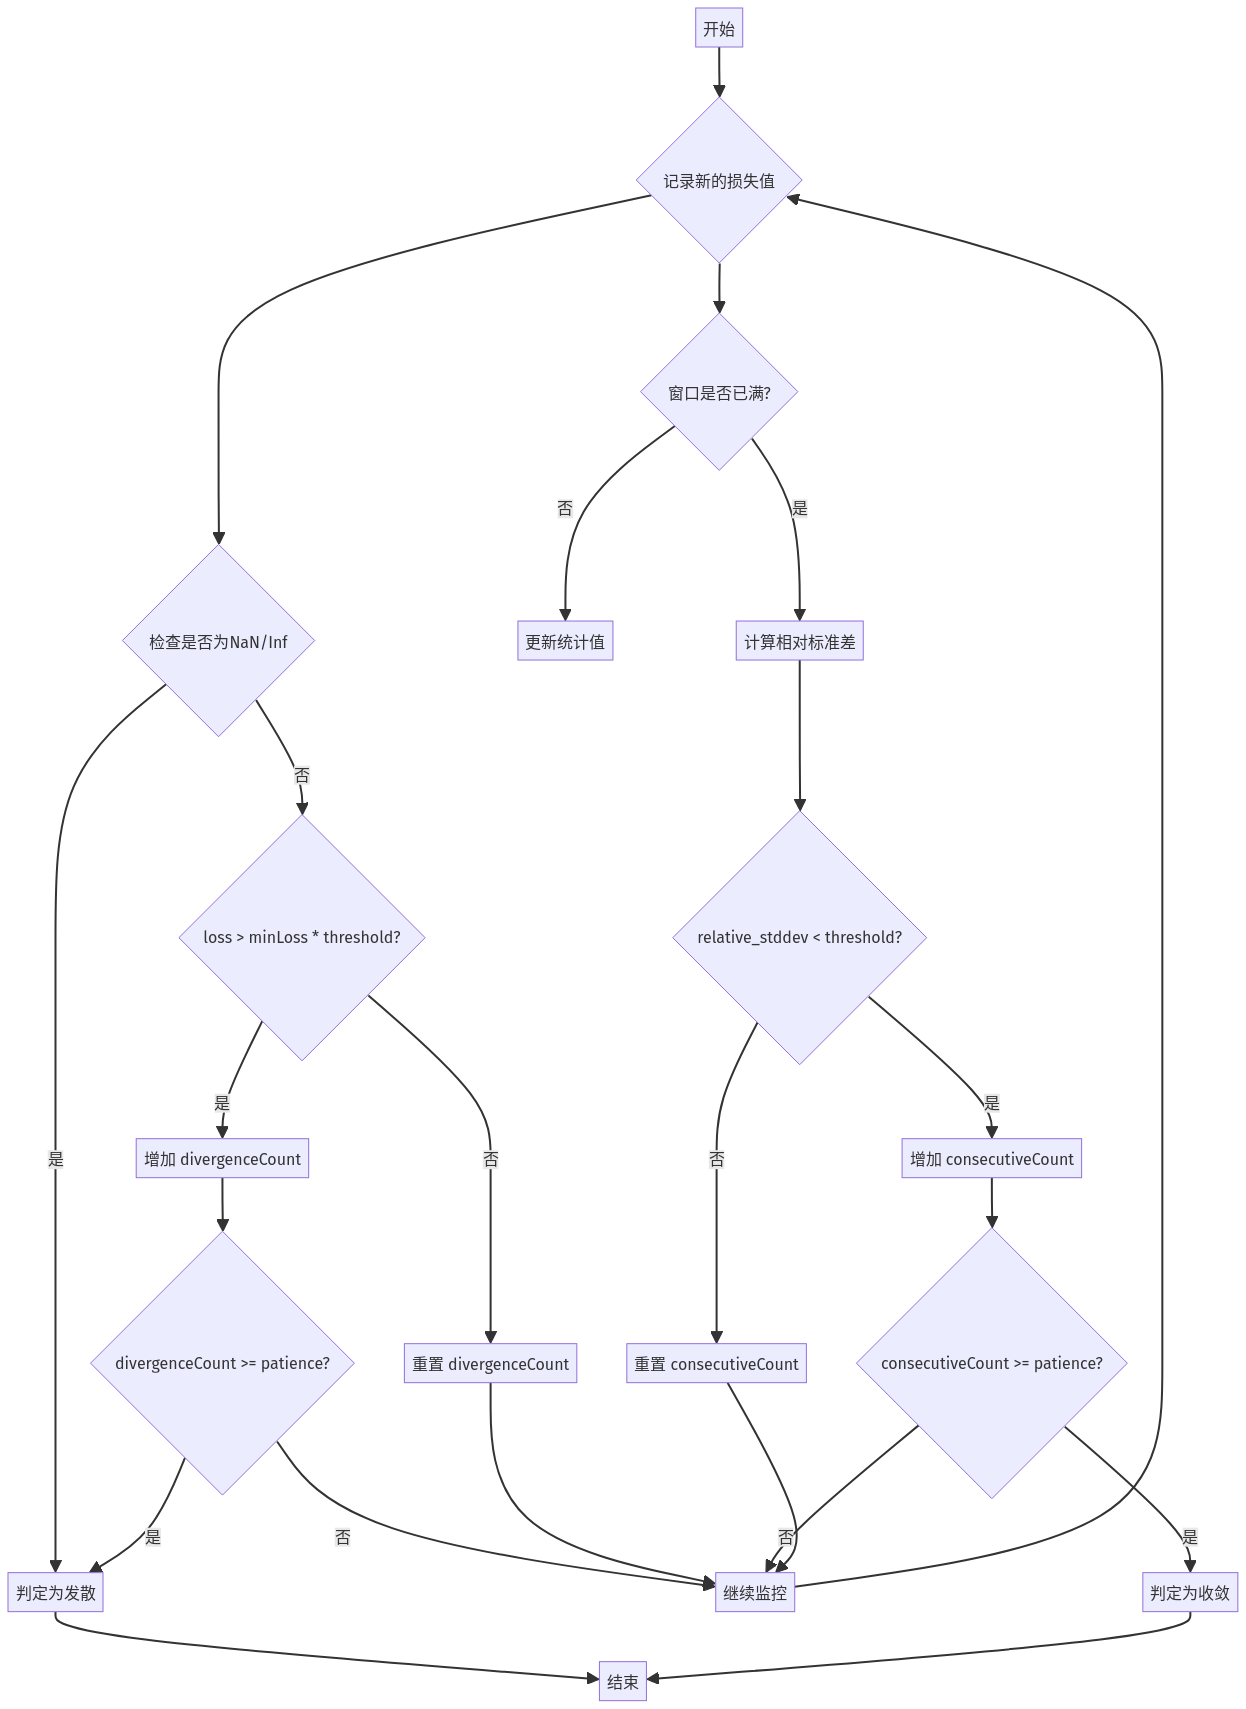 开始
记录新的损失值
窗口是否已满?
否
是
检查是否为NaN/Inf
更新统计值
计算相对标准差
否
loss > minLoss * threshold?
relative_stddev < threshold?
是
是
是
增加 divergenceCount
否
否
增加 consecutiveCount
divergenceCount >= patience?
重置 divergenceCount
重置 consecutiveCount
consecutiveCount >= patience?
是
否
否
是
判定为发散
继续监控
判定为收敛
结束